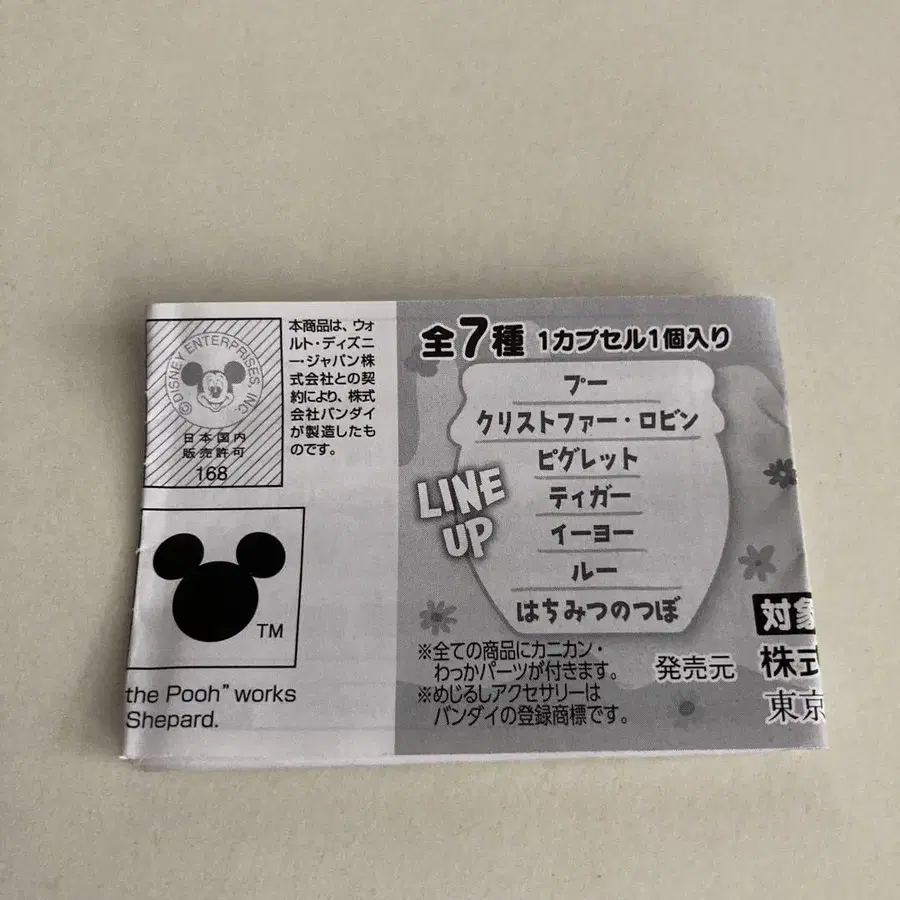 ©DISNEY ENTERPRISES, INC.
日本国内
販売許可
168
本商品は、ウォ
ルト・ディズニ
ー・ジャパン株
式会社との契
約により、株式
会社バンダイ
が製造したも
のです。
TM
the Pooh" works
Shepard.
全7種 1カプセル1個入り
LINE
UP
プー
クリストファー・ロビン
ピグレット
ティガー
イーヨー
ルー
はちみつのつぼ
※全ての商品にカニカン・
わっかパーツが付きます。
※めじるしアクセサリーは
バンダイの登録商標です。
発売元
対象
株式
東京